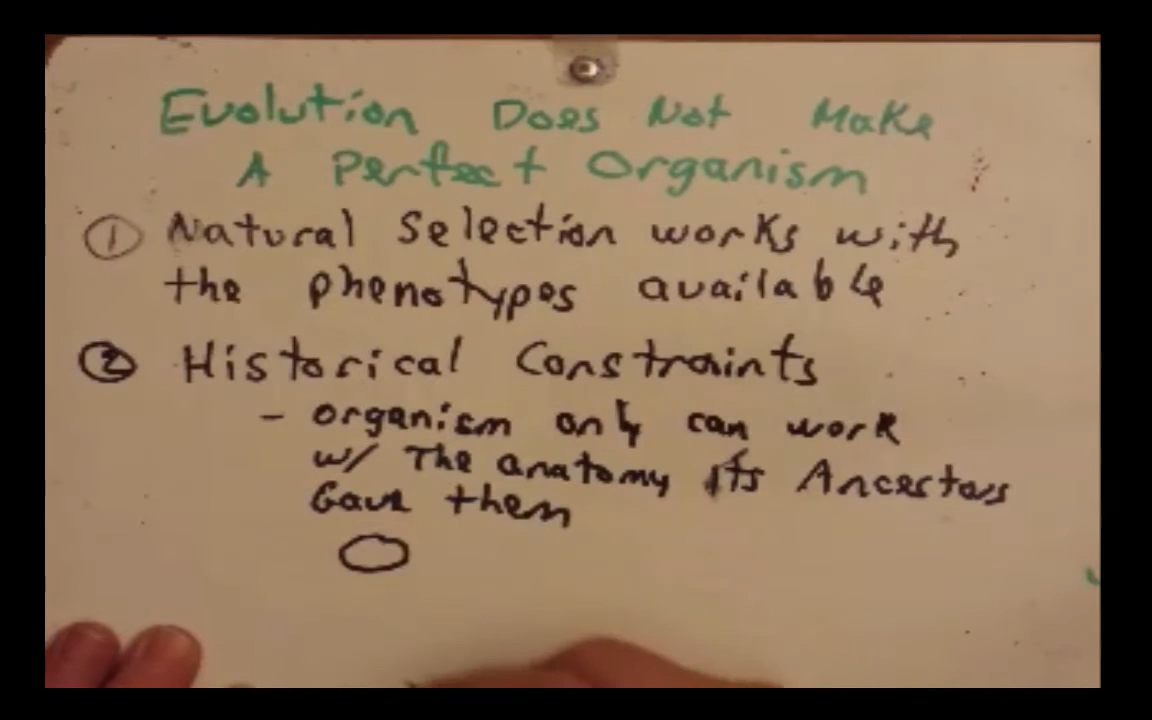 Evolution Does Not Make
A Perfect Organism
① Natural Selection works with
the phenotypes available
② Historical Constraints
- organism only can work
w/ The anatomy its Ancestors
Gave them